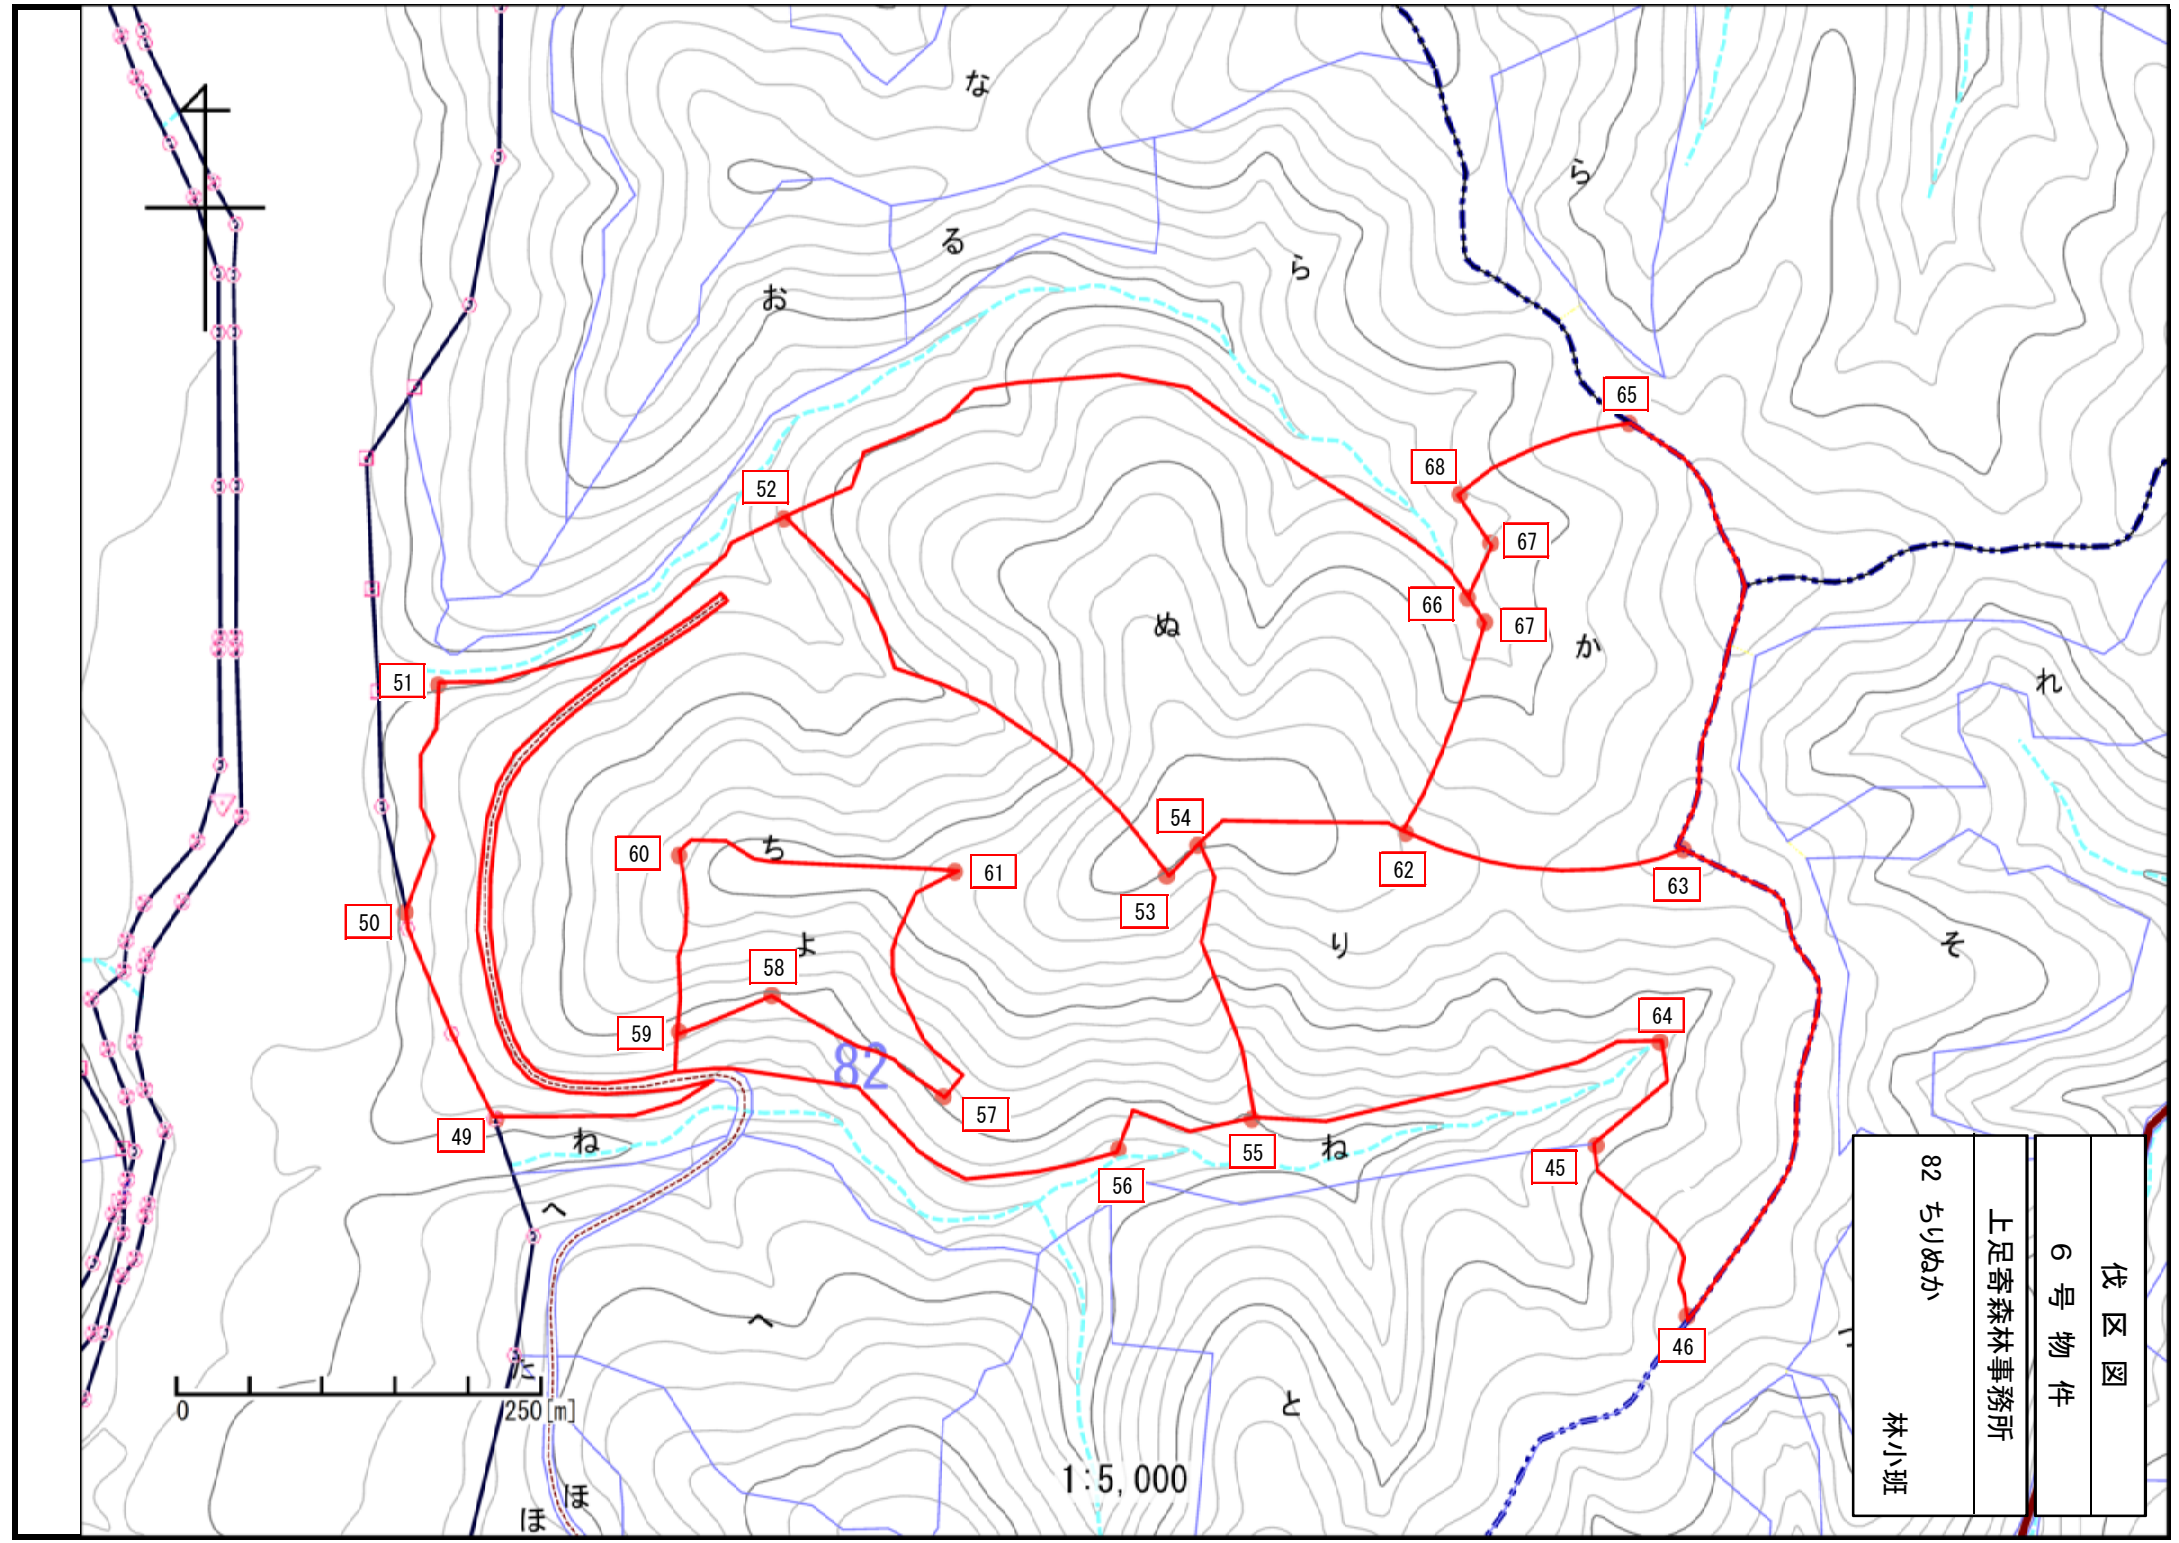 な
ら
る
ら
お
65
68
52
67
66
67
ぬ
か
51
れ
54
ち
60
61
62
63
53
50
よ
り
そ
58
64
59
82
57
49
ね
55
ね
45
56
へ
へ
46
と
0
250[m]
1:5,000
ほ
ほ
伐区図
6号物件
上足寄森林事務所
82 ちりぬか
林小班